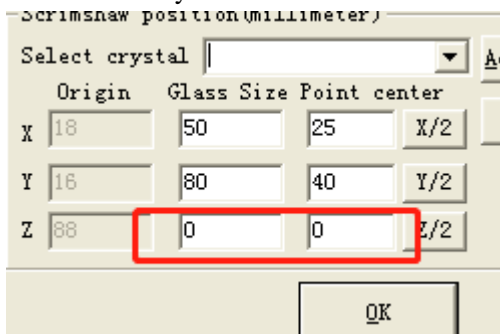 Scrimshaw position(millimeter)
Select crystal
Origin Glass Size Point center
X 18 50 25 X/2
Y 16 80 40 Y/2
Z 88 0 0 Z/2
OK